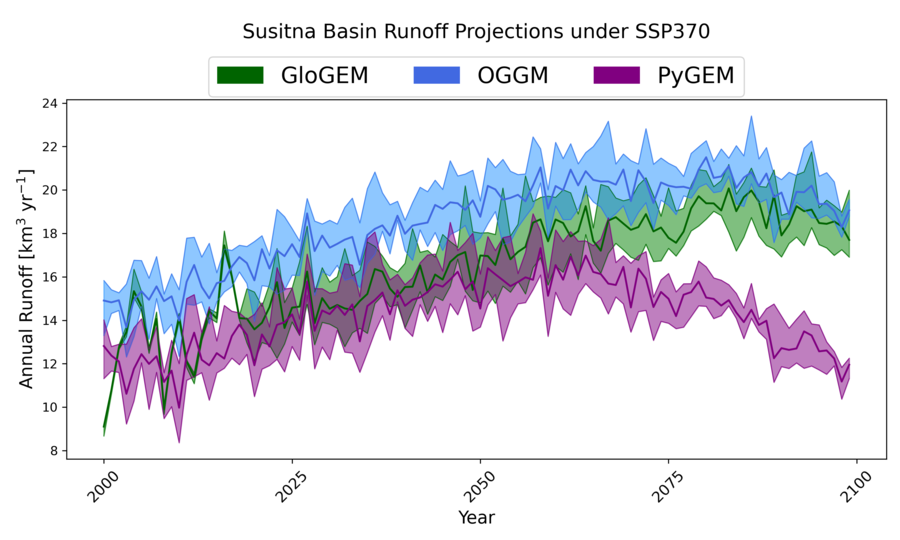 Susitna Basin Runoff Projections under SSP370
GloGEM OGGM PyGEM
24
22
20
18
16
14
12
10
8
Annual Runoff [km³ yr⁻¹]
2000 2025 2050 2075 2100
Year